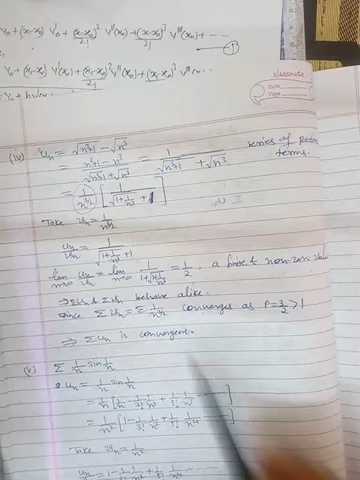 y₀ + (x-x₀) y'₀ + (x-x₀)²/2! y''(x₀) + (x-x₀)³/3! y'''(x₀) + ..... ①
y₀ + (x₁-x₀) y'(x₀) + (x₁-x₀)²/2! y''(x₀) + (x₁-x₀)³ y'''(x₀) ...
classmate
Date
Page
(iv) uₙ = √n³+1 - √n³ series of
= n³+1 - n³ / √n³+1 + √n³ = 1 / √n³+1 + √n³ terms.
= 1/n^3/2 [1 / √1+1/n³ + 1]
Take vₙ = 1/n^3/2
uₙ/vₙ = 1 / √1+1/n³ + 1
lim n→∞ uₙ/vₙ = lim n→∞ 1 / √1+1/n³ + 1 = 1/2, a finite & non-zero
⇒ Σuₙ & Σvₙ behave alike.
since Σvₙ = Σ 1/n^3/2 converges as P = 3/2 > 1
⇒ Σuₙ is convergent.
(v) Σ 1/n sin 1/n
uₙ = 1/n sin 1/n
= 1/n [1/n - 1/3! 1/n³ + 1/5! 1/n⁵ ----]
= 1/n² [1 - 1/3! 1/n² + 1/5! 1/n⁴ ----]
Take vₙ = 1/n²
uₙ/vₙ = 1 - 1/3! 1/n² + 1/5! 1/n⁴ ---